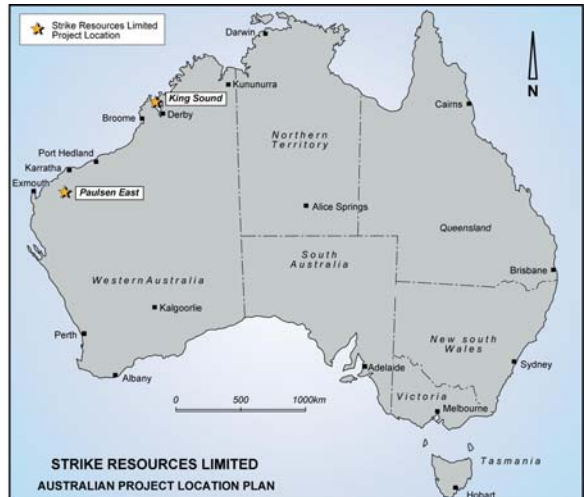 Strike Resources Limited
Project Location
Darwin
N
Kununurra
King Sound
Derby
Broome
Cairns
Northern
Territory
Port Hedland
Karratha
Exmouth
Paulsen East
Alice Springs
Queensland
South
Australia
Western Australia
Brisbane
Kalgoorlie
Perth
New south
Wales
Sydney
Adelaide
Albany
Victoria
0 500 1000km
Melbourne
Tasmania
Hobart
STRIKE RESOURCES LIMITED
AUSTRALIAN PROJECT LOCATION PLAN